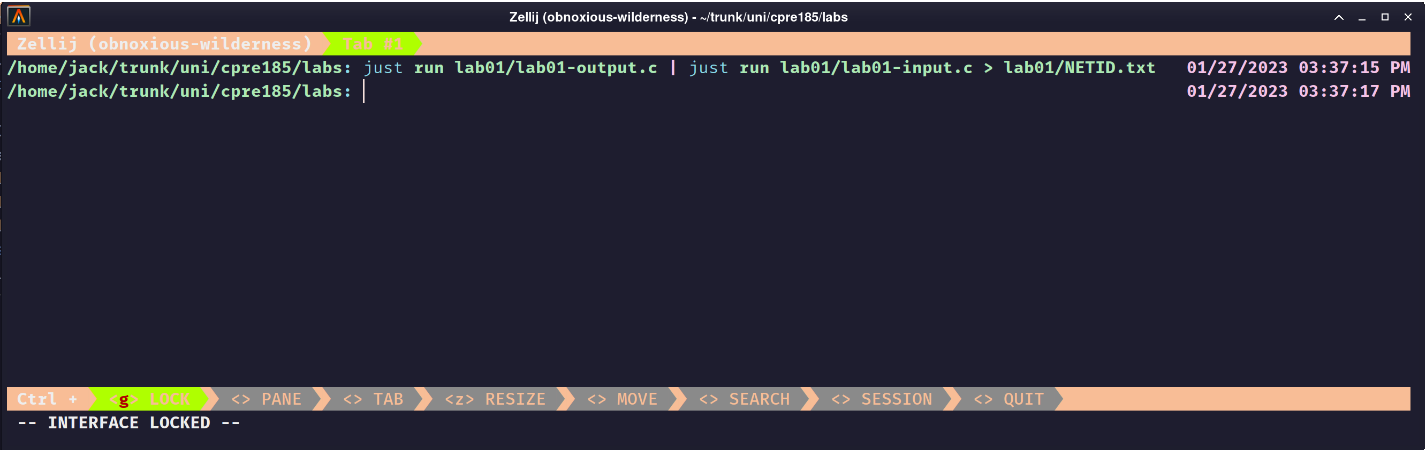 Zellij (obnoxious-wilderness) - ~/trunk/uni/cpre185/labs
Zellij (obnoxious-wilderness) Tab #1
/home/jack/trunk/uni/cpre185/labs: just run lab01/lab01-output.c | just run lab01/lab01-input.c > lab01/NETID.txt 01/27/2023 03:37:15 PM
/home/jack/trunk/uni/cpre185/labs: 01/27/2023 03:37:17 PM
Ctrl + <g> LOCK <> PANE <> TAB <z> RESIZE <> MOVE <> SEARCH <> SESSION <> QUIT
-- INTERFACE LOCKED --